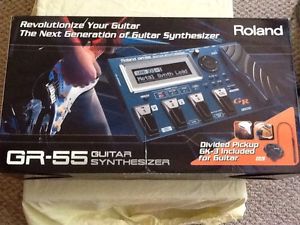 Revolutionize Your Guitar
The Next Generation of Guitar Synthesizer
Roland
Roland
Metal Synth Lead
GR
Divided Pickup
GK-3 Included
for Guitar
GR-55 GUITAR
SYNTHESIZER